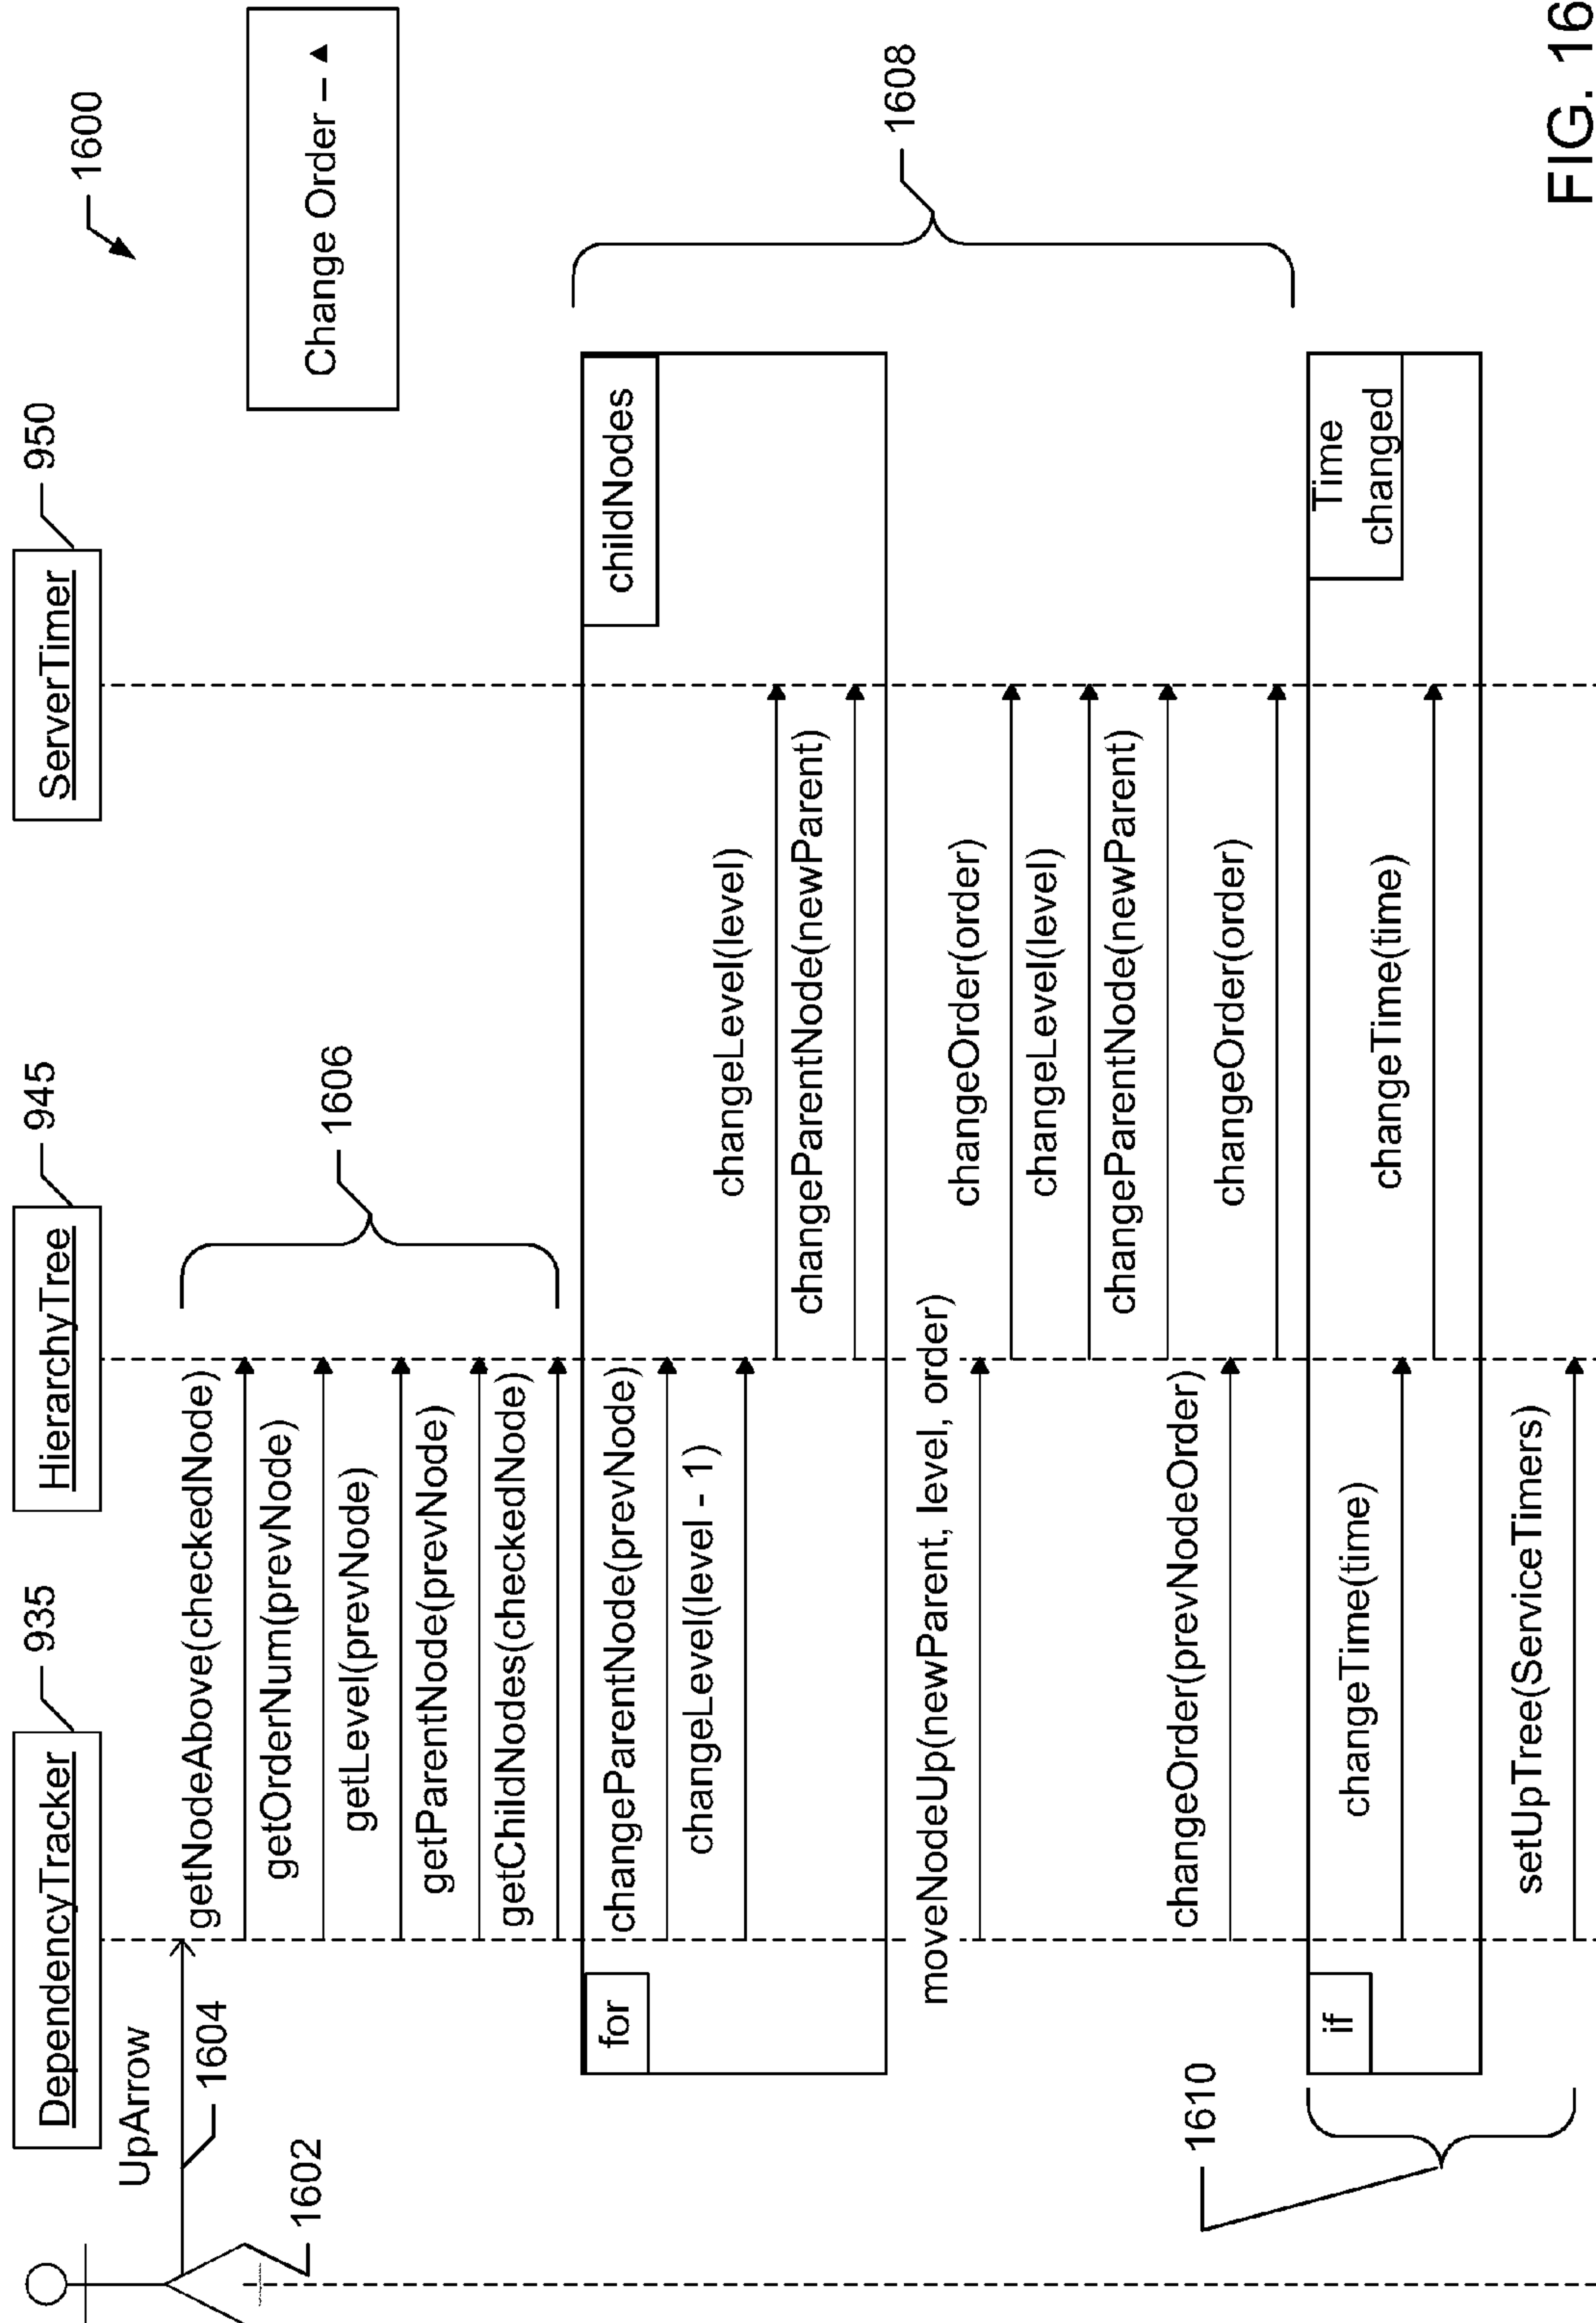 DependencyTracker
935
HierarchyTree
945
ServerTimer
950
1600
Change Order – ▲
UpArrow
1604
1602
getNodeAbove(checkedNode)
getOrderNum(prevNode)
getLevel(prevNode)
getParentNode(prevNode)
getChildNodes(checkedNode)
1606
for
childNodes
changeParentNode(prevNode)
changeLevel(level - 1)
changeLevel(level)
changeParentNode(newParent)
moveNodeUp(newParent, level, order)
changeOrder(order)
changeLevel(level)
changeParentNode(newParent)
changeOrder(prevNodeOrder)
changeOrder(order)
1608
if
Time
changed
changeTime(time)
changeTime(time)
1610
setUpTree(ServiceTimers)
FIG. 16